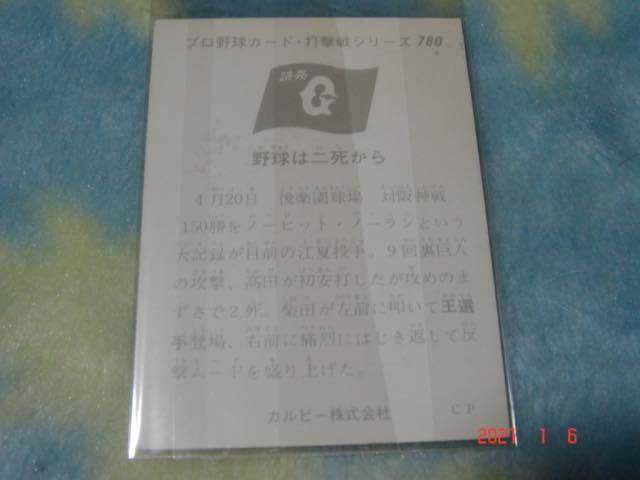 プロ野球カード・打撃戦シリーズ 780
読売
G
野球は二死から
4月20日 後楽園球場 対阪神戦
150勝をノーヒット・ノーランという
大記録が目前の江夏投手。9回裏巨人
の攻撃、高田が初安打したが攻めのま
ずさで2死。柴田が左前に叩いて王選
手登場、右前に痛烈にはじき返して反
撃ムードを盛り上げた。
カルビー株式会社 CP
2021 1 6